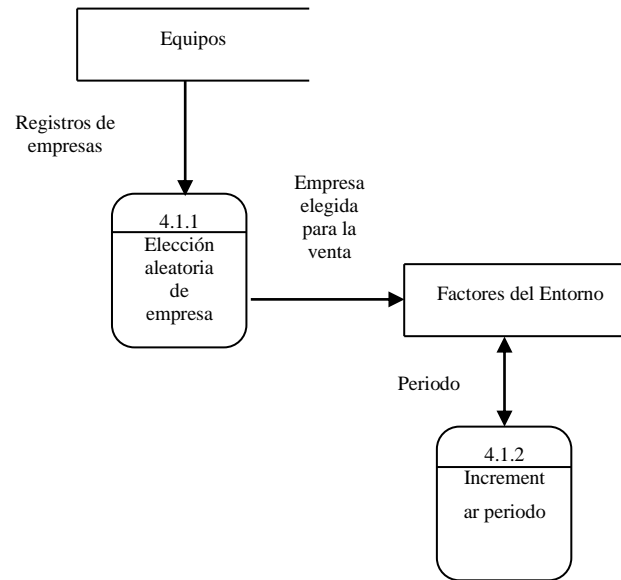 Equipos
Registros de
empresas
4.1.1
Elección
aleatoria
de
empresa
Empresa
elegida
para la
venta
Factores del Entorno
Periodo
4.1.2
Increment
ar periodo